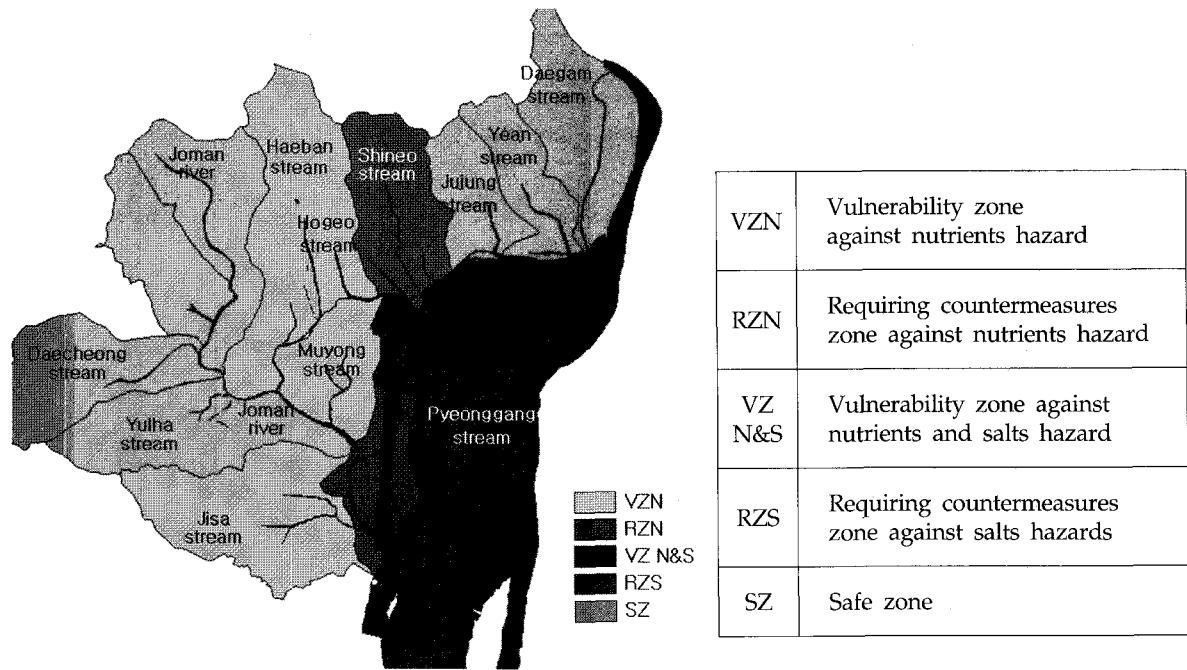 Daegam
stream
Yean
stream
Joman
river
Haeban
stream
Shineo
stream
Jujung
stream
Hogeo
stream
Daecheong
stream
Muyong
stream
Yulha
stream
Joman
river
Pyeonggang
stream
Jisa
stream
VZN
RZN
VZ N&S
RZS
SZ
VZN
Vulnerability zone
against nutrients hazard
RZN
Requiring countermeasures
zone against nutrients hazard
VZ
N&S
Vulnerability zone against
nutrients and salts hazard
RZS
Requiring countermeasures
zone against salts hazards
SZ
Safe zone